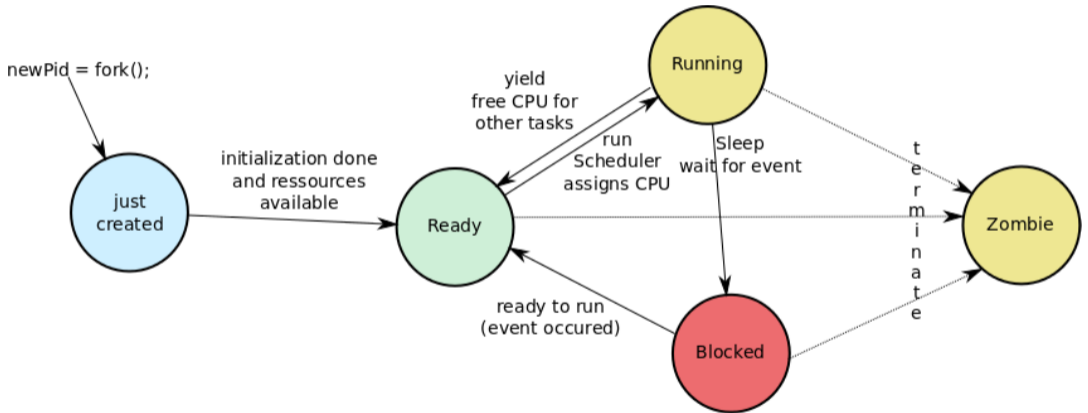 newPid = fork();
just
created
initialization done
and ressources
available
Ready
yield
free CPU for
other tasks
run
Scheduler
assigns CPU
Running
Sleep
wait for event
ready to run
(event occured)
Blocked
terminate
Zombie